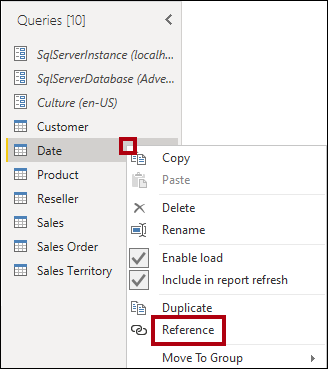 Queries [10]
SqlServerInstance (localh...
SqlServerDatabase (Adve...
Culture (en-US)
Customer
Date
Product
Reseller
Sales
Sales Order
Sales Territory
Copy
Paste
Delete
Rename
Enable load
Include in report refresh
Duplicate
Reference
Move To Group